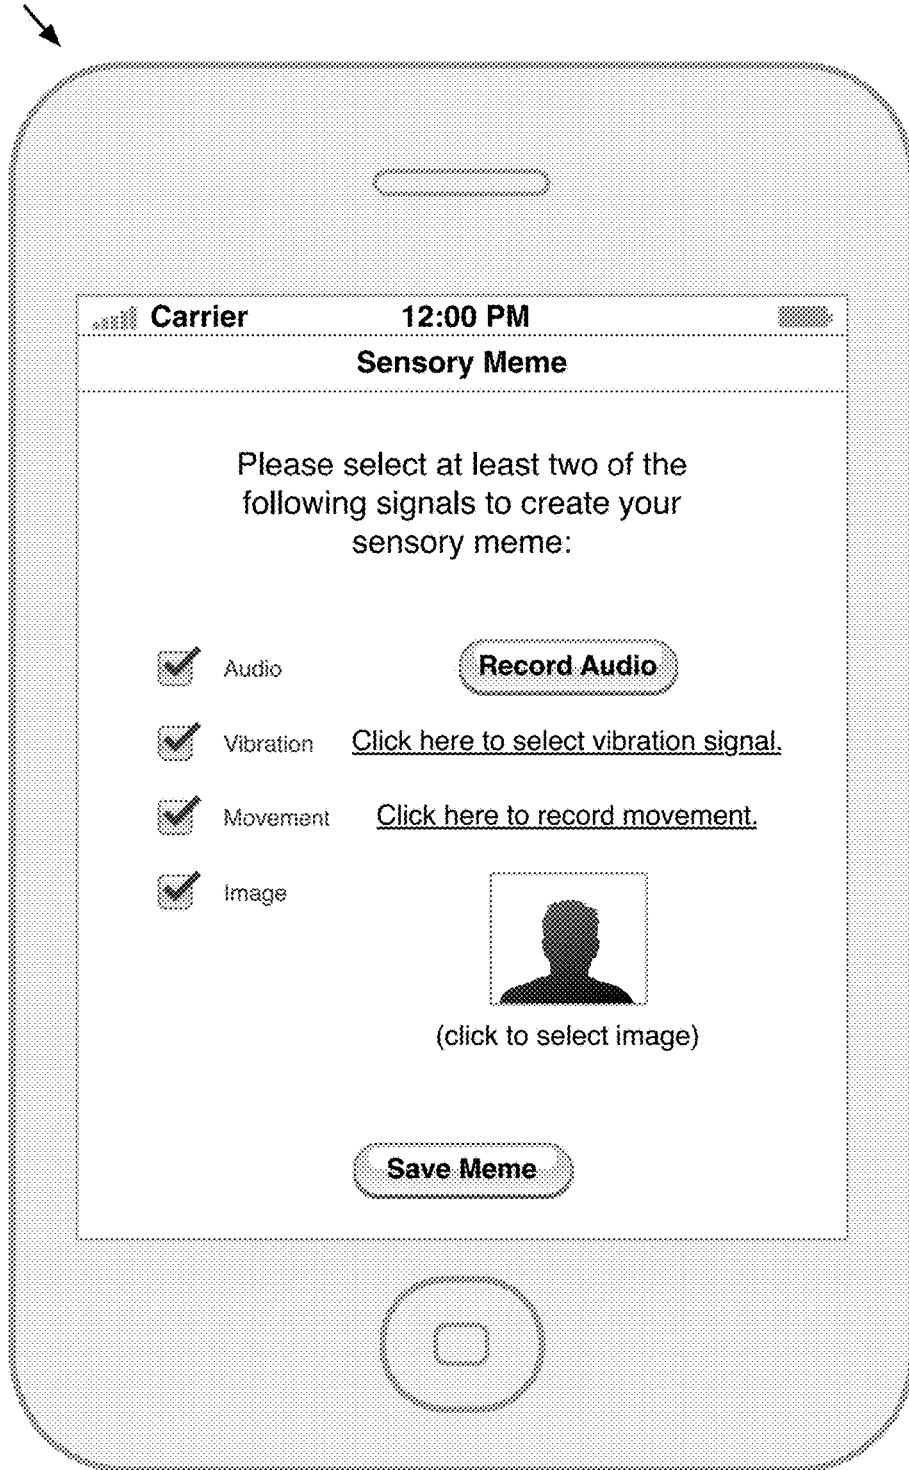 Carrier 12:00 PM
Sensory Meme
Please select at least two of the
following signals to create your
sensory meme:
Audio Record Audio
Vibration Click here to select vibration signal.
Movement Click here to record movement.
Image
(click to select image)
Save Meme